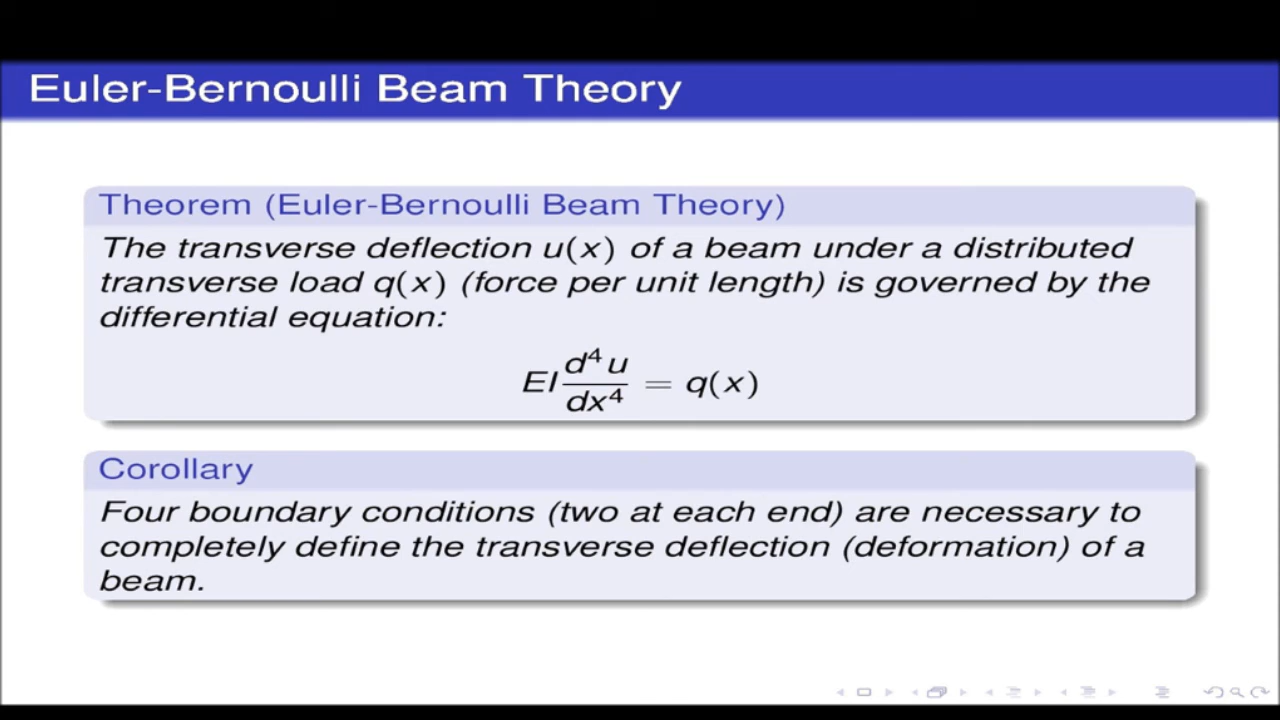 Euler-Bernoulli Beam Theory
Theorem (Euler-Bernoulli Beam Theory)
The transverse deflection u(x) of a beam under a distributed
transverse load q(x) (force per unit length) is governed by the
differential equation:
EI d⁴u/dx⁴ = q(x)
Corollary
Four boundary conditions (two at each end) are necessary to
completely define the transverse deflection (deformation) of a
beam.